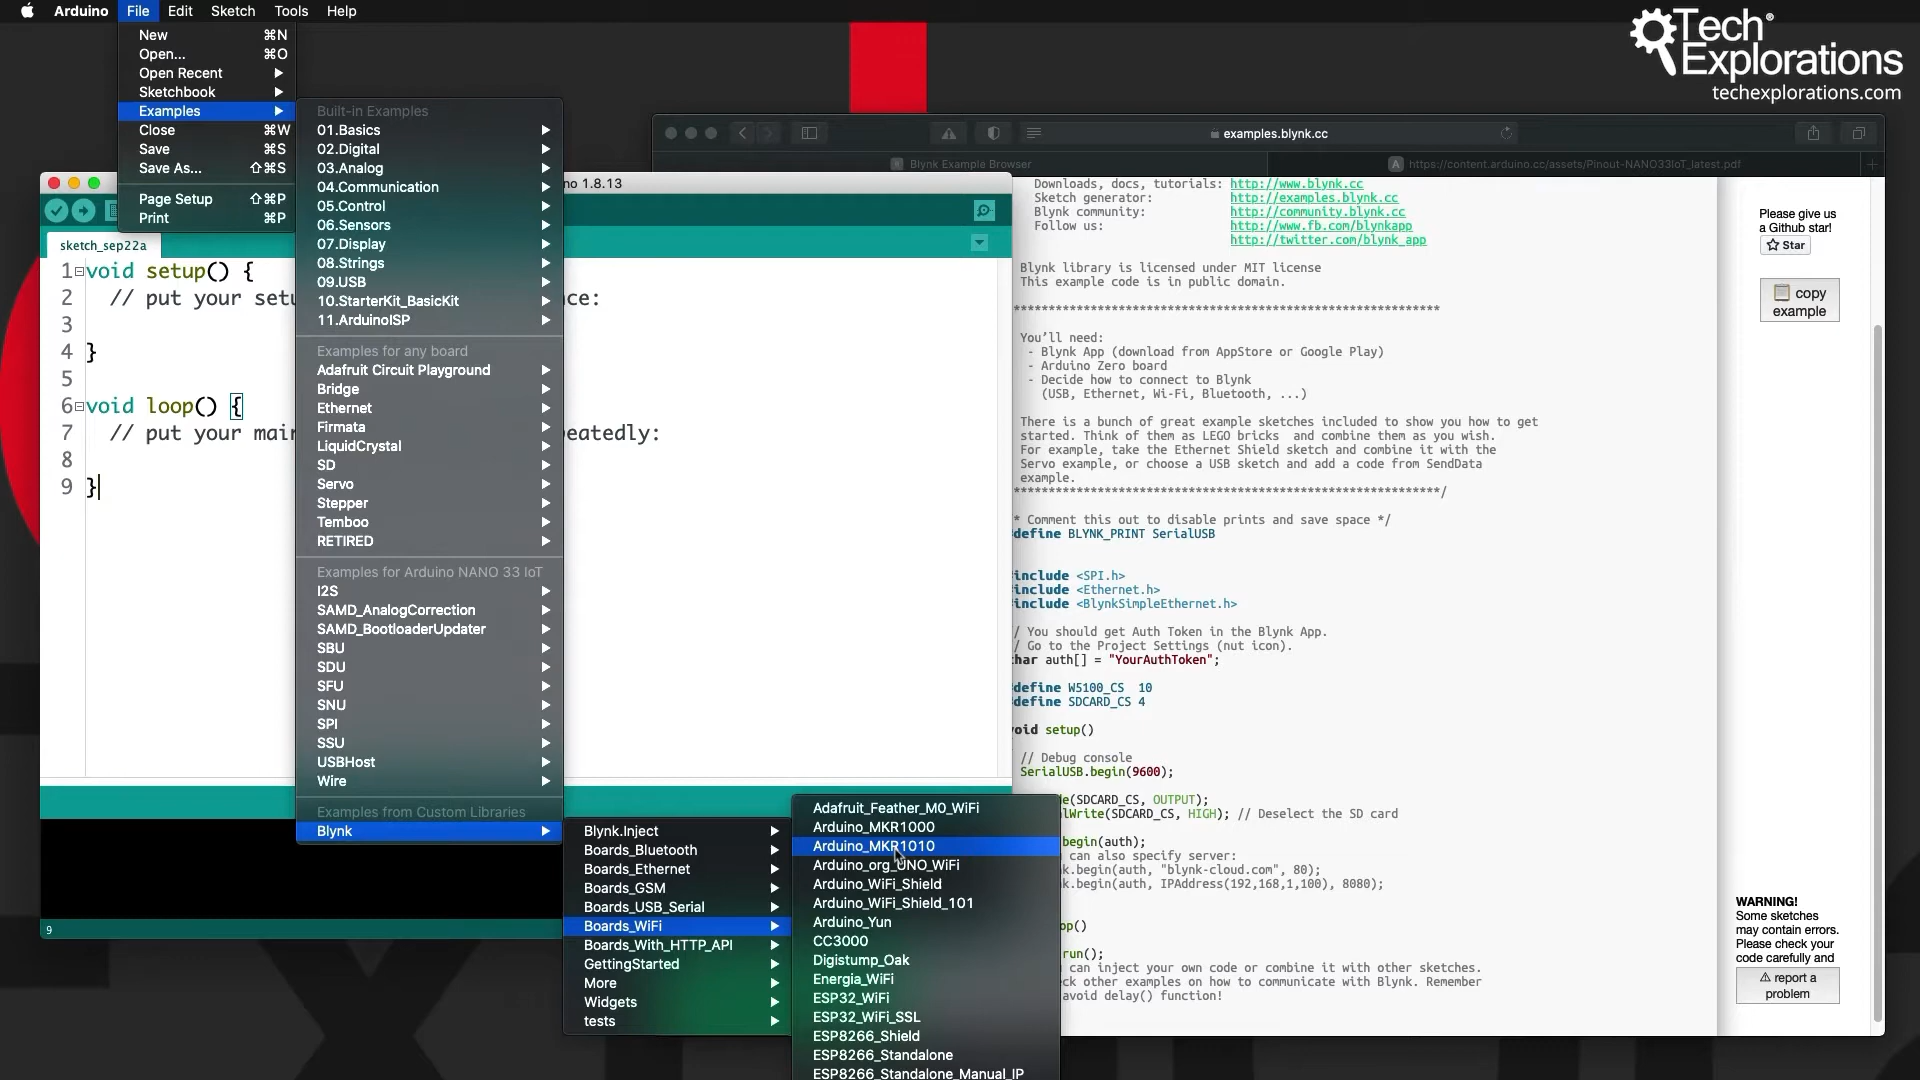 Arduino File Edit Sketch Tools Help
Tech®
Explorations
techexplorations.com
New ⌘N
Open... ⌘O
Open Recent
Sketchbook
Examples
Close ⌘W
Save ⌘S
Save As... ⇧⌘S
Page Setup ⇧⌘P
Print ⌘P
Built-in Examples
01.Basics
02.Digital
03.Analog
04.Communication
05.Control
06.Sensors
07.Display
08.Strings
09.USB
10.StarterKit_BasicKit
11.ArduinoISP
Examples for any board
Adafruit Circuit Playground
Bridge
Ethernet
Firmata
LiquidCrystal
SD
Servo
Stepper
Temboo
RETIRED
Examples for Arduino NANO 33 IoT
I2S
SAMD_AnalogCorrection
SAMD_BootloaderUpdater
SBU
SDU
SFU
SNU
SPI
SSU
USBHost
Wire
Examples from Custom Libraries
Blynk
Blynk.Inject
Boards_Bluetooth
Boards_Ethernet
Boards_GSM
Boards_USB_Serial
Boards_WiFi
Boards_With_HTTP_API
GettingStarted
More
Widgets
tests
Adafruit_Feather_M0_WiFi
Arduino_MKR1000
Arduino_MKR1010
Arduino_org_UNO_WiFi
Arduino_WiFi_Shield
Arduino_WiFi_Shield_101
Arduino_Yun
CC3000
Digistump_Oak
Energia_WiFi
ESP32_WiFi
ESP32_WiFi_SSL
ESP8266_Shield
ESP8266_Standalone
ESP8266_Standalone_Manual_IP
no 1.8.13
sketch_sep22a
1 void setup() {
2 // put your setu ce:
3
4 }
5
6 void loop() {
7 // put your main peatedly:
8
9 }
9
examples.blynk.cc
Blynk Example Browser
https://content.arduino.cc/assets/Pinout-NANO33IoT_latest.pdf
Downloads, docs, tutorials: http://www.blynk.cc
Sketch generator: http://examples.blynk.cc
Blynk community: http://community.blynk.cc
Follow us: http://www.fb.com/blynkapp
http://twitter.com/blynk_app
Blynk library is licensed under MIT license
This example code is in public domain.
*************************************************************
You’ll need:
- Blynk App (download from AppStore or Google Play)
- Arduino Zero board
- Decide how to connect to Blynk
(USB, Ethernet, Wi-Fi, Bluetooth, ...)
There is a bunch of great example sketches included to show you how to get
started. Think of them as LEGO bricks and combine them as you wish.
For example, take the Ethernet Shield sketch and combine it with the
Servo example, or choose a USB sketch and add a code from SendData
example.
*************************************************************/
* Comment this out to disable prints and save space */
define BLYNK_PRINT SerialUSB
include <SPI.h>
include <Ethernet.h>
include <BlynkSimpleEthernet.h>
/ You should get Auth Token in the Blynk App.
/ Go to the Project Settings (nut icon).
char auth[] = "YourAuthToken";
define W5100_CS 10
define SDCARD_CS 4
void setup()
// Debug console
SerialUSB.begin(9600);
e(SDCARD_CS, OUTPUT);
lWrite(SDCARD_CS, HIGH); // Deselect the SD card
begin(auth);
can also specify server:
k.begin(auth, "blynk-cloud.com", 80);
k.begin(auth, IPAddress(192,168,1,100), 8080);
op()
run();
can inject your own code or combine it with other sketches.
ck other examples on how to communicate with Blynk. Remember
avoid delay() function!
Please give us
a Github star!
Star
copy
example
WARNING!
Some sketches
may contain errors.
Please check your
code carefully and
report a
problem